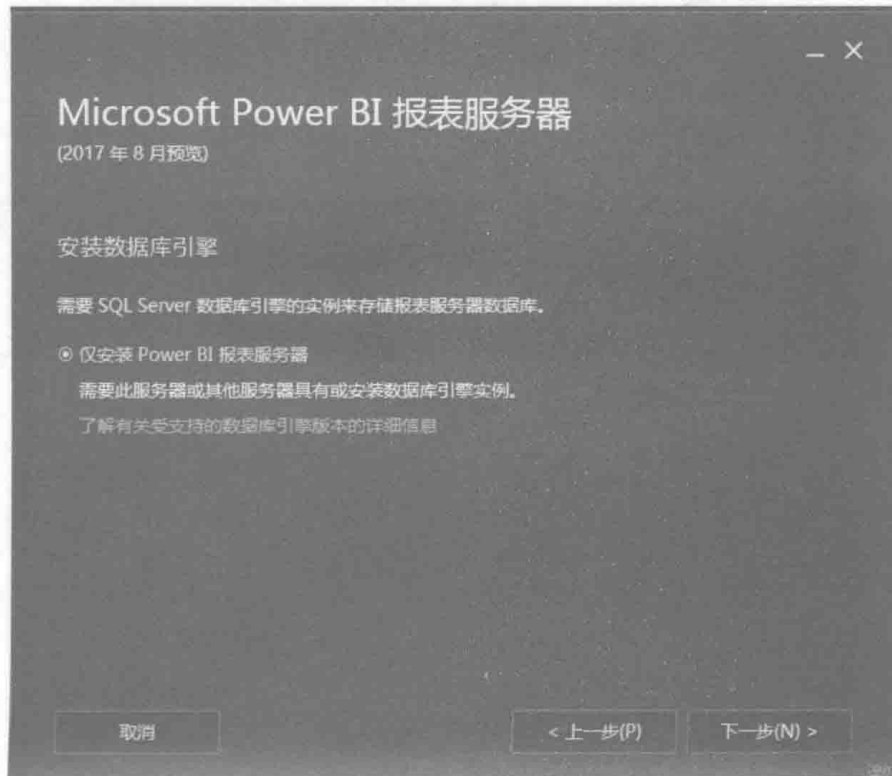 Microsoft Power BI 报表服务器
(2017 年 8 月预览)
安装数据库引擎
需要 SQL Server 数据库引擎的实例来存储报表服务器数据库。
仅安装 Power BI 报表服务器
需要此服务器或其他服务器具有或安装数据库引擎实例。
了解有关受支持的数据库引擎版本的详细信息
取消
< 上一步(P)
下一步(N) >